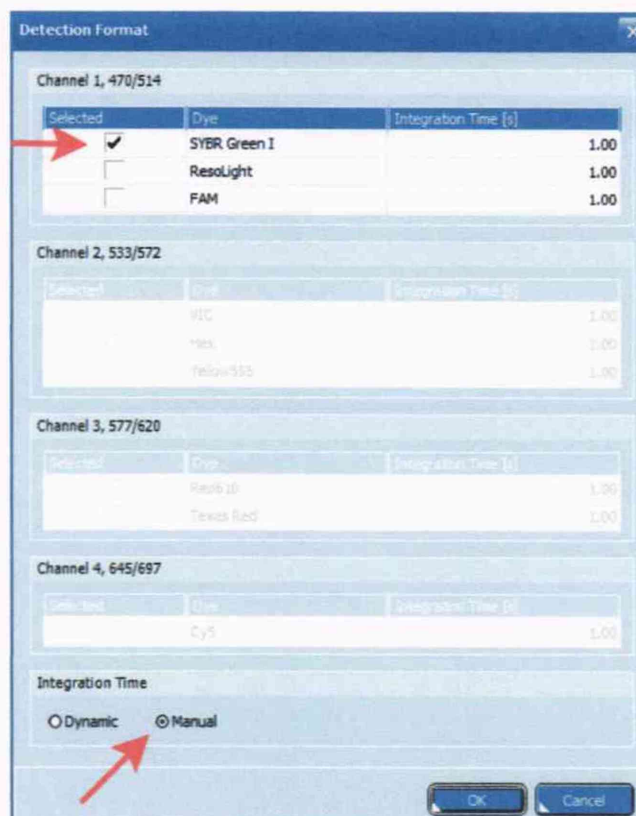 Detection Format
Channel 1, 470/514
Selected Dye Integration Time [s]
SYBR Green I 1.00
ResoLight 1.00
FAM 1.00
Channel 2, 533/572
Selected Dye Integration Time [s]
VIC 1.00
Hex 1.00
Yellow555 1.00
Channel 3, 577/620
Selected Dye Integration Time [s]
Red610 1.00
Texas Red 1.00
Channel 4, 645/697
Selected Dye Integration Time [s]
Cy5 1.00
Integration Time
Dynamic Manual
OK Cancel